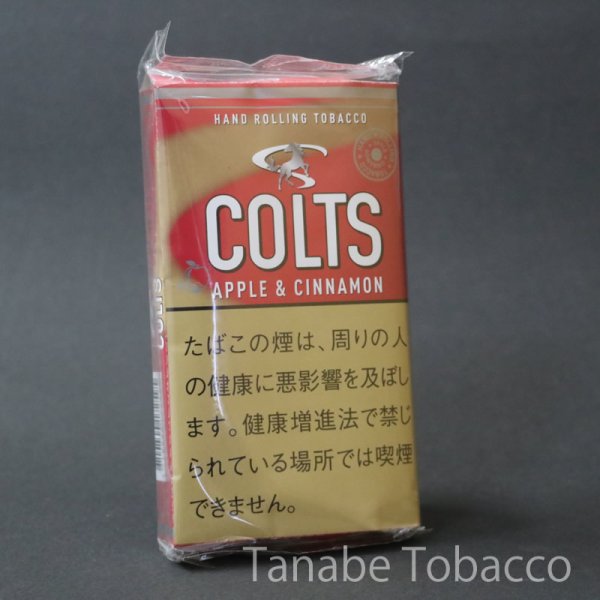 HAND ROLLING TOBACCO
COLTS
APPLE & CINNAMON
COLTS
たばこの煙は、周りの人
の健康に悪影響を及ぼし
ます。健康増進法で禁じ
られている場所では喫煙
できません。
Tanabe Tobacco